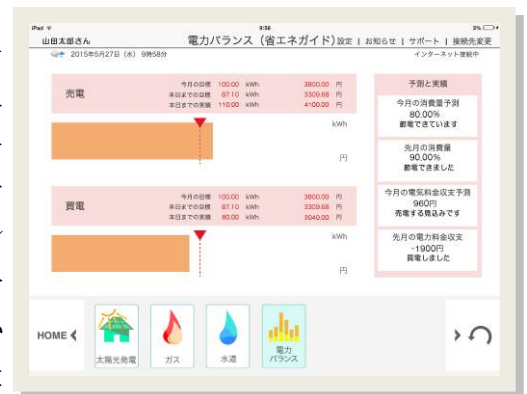 iPad 9:58 3%
山田太郎さん 電力バランス (省エネガイド) 設定 | お知らせ | サポート | 接続先変更
2015年5月27日 (水) 9時58分 インターネット接続中
売電
今月の目標 100.00 kWh 3800.00 円
本日までの目標 87.10 kWh 3309.68 円
本日までの実績 110.00 kWh 4100.00 円
kWh
円
買電
今月の目標 100.00 kWh 3800.00 円
本日までの目標 87.10 kWh 3309.68 円
本日までの実績 80.00 kWh 3040.00 円
kWh
円
予測と実績
今月の消費量予測
80.00%
節電できています
先月の消費量
90.00%
節電できました
今月の電気料金収支予測
960円
売電する見込みです
先月の電力料金収支
-1900円
買電しました
HOME
太陽光発電
ガス
水道
電力
バランス